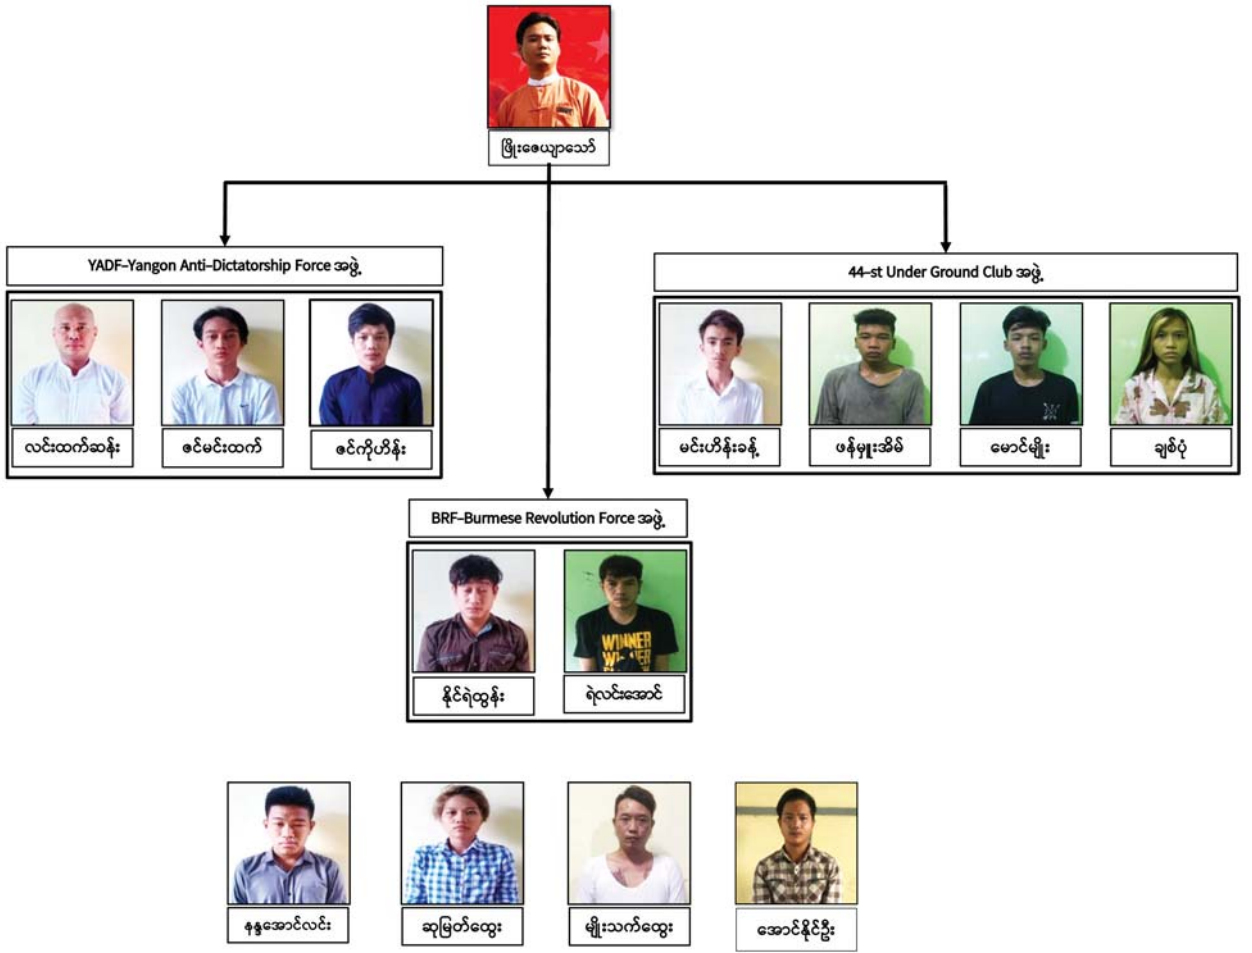 ဖြိုးဇေယျာသော်
YADF-Yangon Anti-Dictatorship Force အဖွဲ့
လင်းထက်ဆန်း
ဇင်မင်းထက်
ဇင်ကိုဟိန်း
44-st Under Ground Club အဖွဲ့
မင်းဟိန်းခန့်
ဖန်မှူးအိမ်
မောင်မျိုး
ချစ်ပုံ
BRF-Burmese Revolution Force အဖွဲ့
နိုင်ရဲထွန်း
ရဲလင်းအောင်
WINNER
နန္ဒအောင်လင်း
ဆုမြတ်ထွေး
မျိုးသက်ထွေး
အောင်နိုင်ဦး